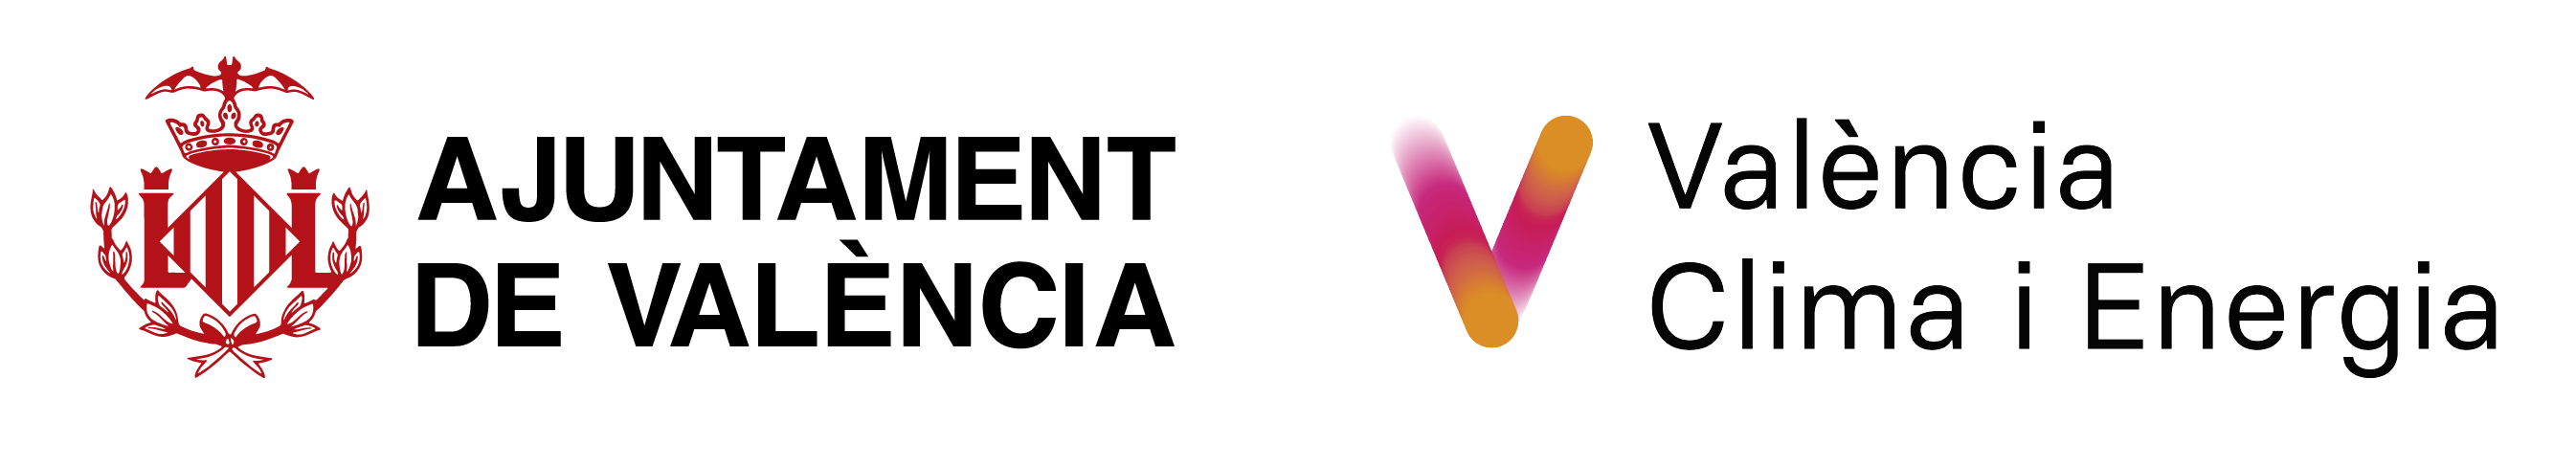 AJUNTAMENT
DE VALÈNCIA
València
Clima i Energia